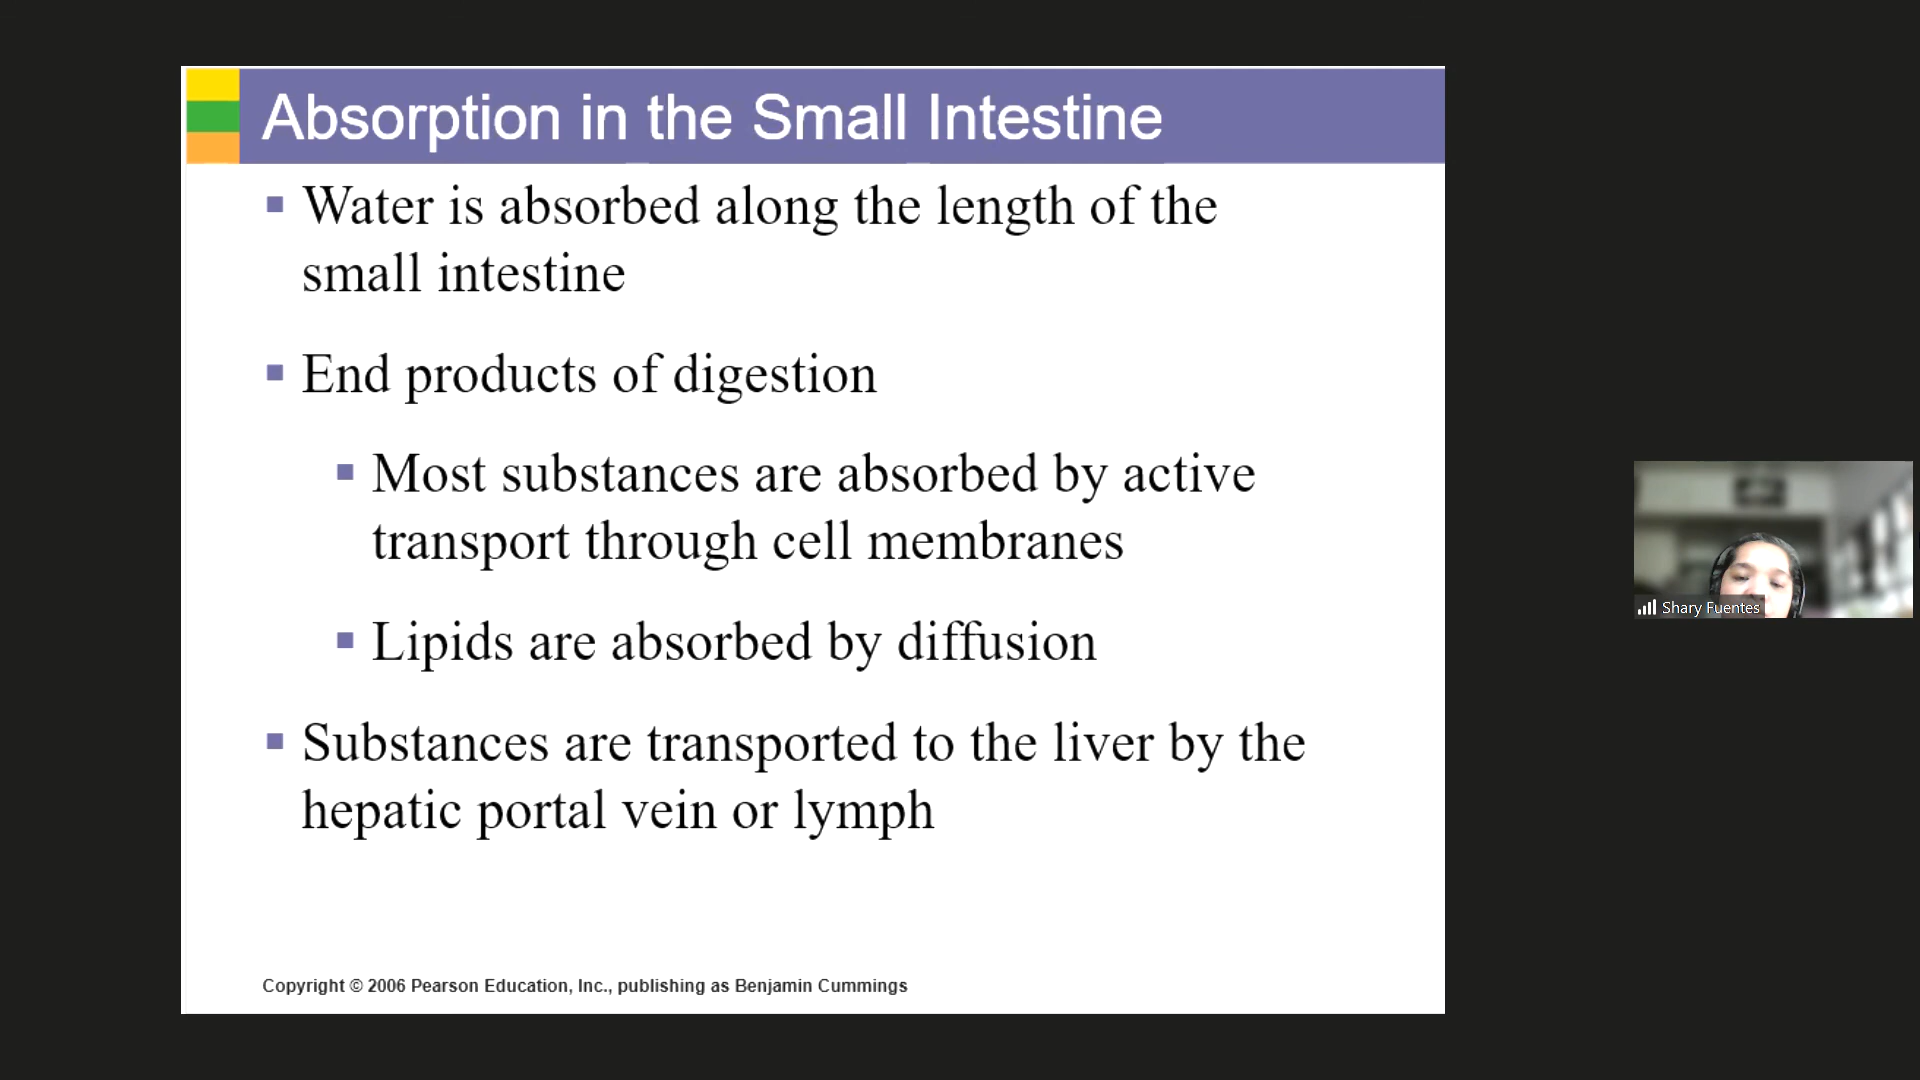 Absorption in the Small Intestine
Water is absorbed along the length of the
small intestine
End products of digestion
Most substances are absorbed by active
transport through cell membranes
Lipids are absorbed by diffusion
Substances are transported to the liver by the
hepatic portal vein or lymph
Copyright © 2006 Pearson Education, Inc., publishing as Benjamin Cummings
Shary Fuentes